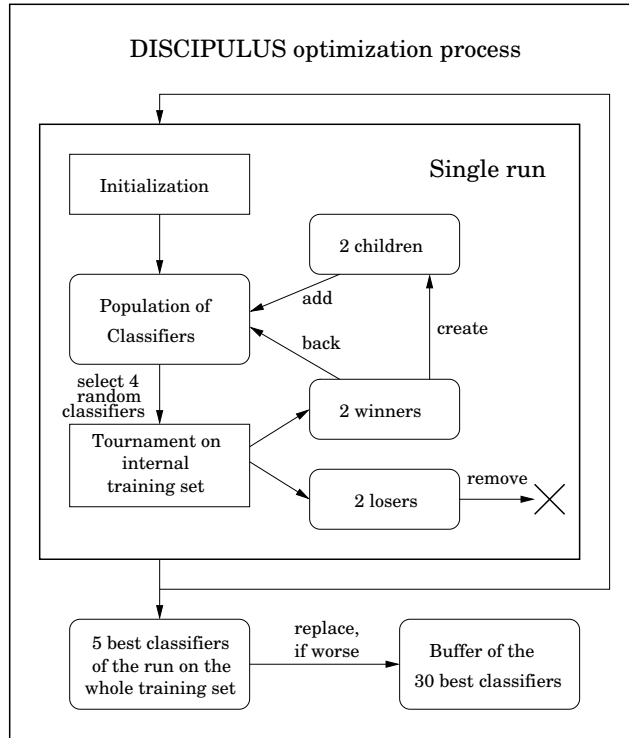 DISCIPULUS optimization process
Single run
Initialization
2 children
Population of
Classifiers
add
back
create
select 4
random
classifiers
2 winners
Tournament on
internal
training set
2 losers
remove
5 best classifiers
of the run on the
whole training set
replace,
if worse
Buffer of the
30 best classifiers